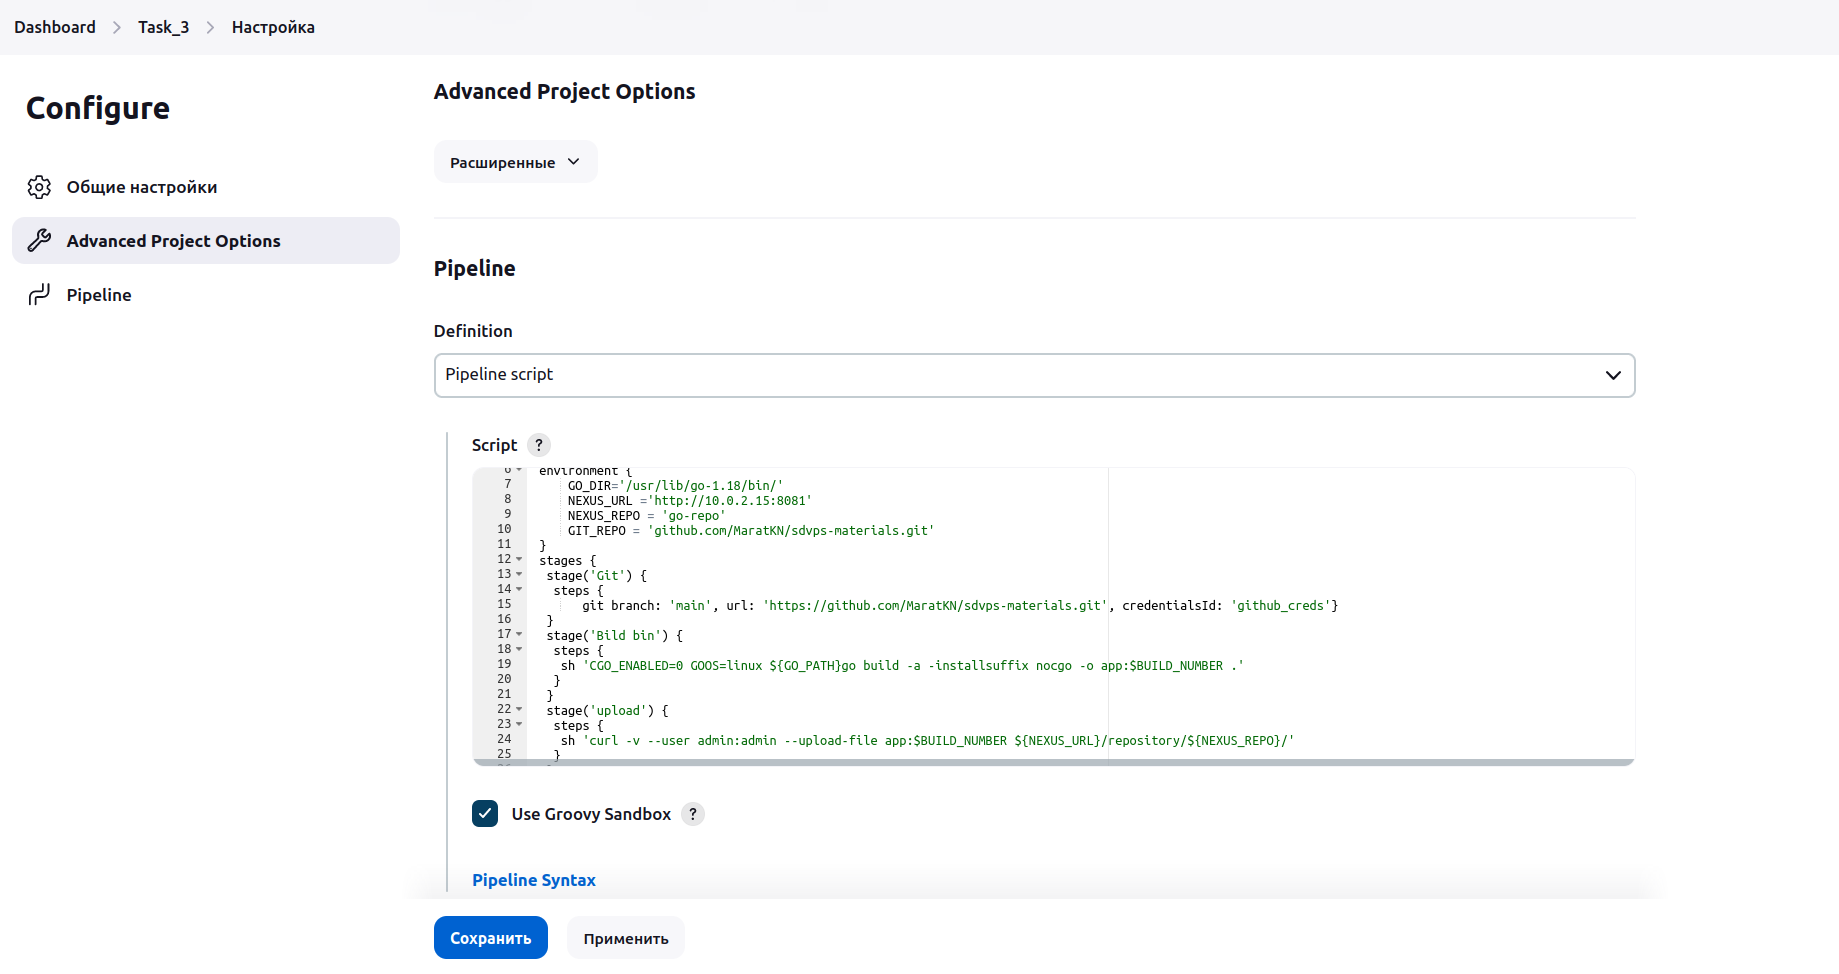 Dashboard > Task_3 > Настройка
Configure
Общие настройки
Advanced Project Options
Pipeline
Advanced Project Options
Расширенные
Pipeline
Definition
Pipeline script
Script ?
6 environment {
7 GO_DIR='/usr/lib/go-1.18/bin/'
8 NEXUS_URL ='http://10.0.2.15:8081'
9 NEXUS_REPO = 'go-repo'
10 GIT_REPO = 'github.com/MaratKN/sdvps-materials.git'
11 }
12 stages {
13 stage('Git') {
14 steps {
15 git branch: 'main', url: 'https://github.com/MaratKN/sdvps-materials.git', credentialsId: 'github_creds'}
16 }
17 stage('Bild bin') {
18 steps {
19 sh 'CGO_ENABLED=0 GOOS=linux ${GO_PATH}go build -a -installsuffix nocgo -o app:$BUILD_NUMBER .'
20 }
21 }
22 stage('upload') {
23 steps {
24 sh 'curl -v --user admin:admin --upload-file app:$BUILD_NUMBER ${NEXUS_URL}/repository/${NEXUS_REPO}/'
25 }
Use Groovy Sandbox ?
Pipeline Syntax
Сохранить
Применить